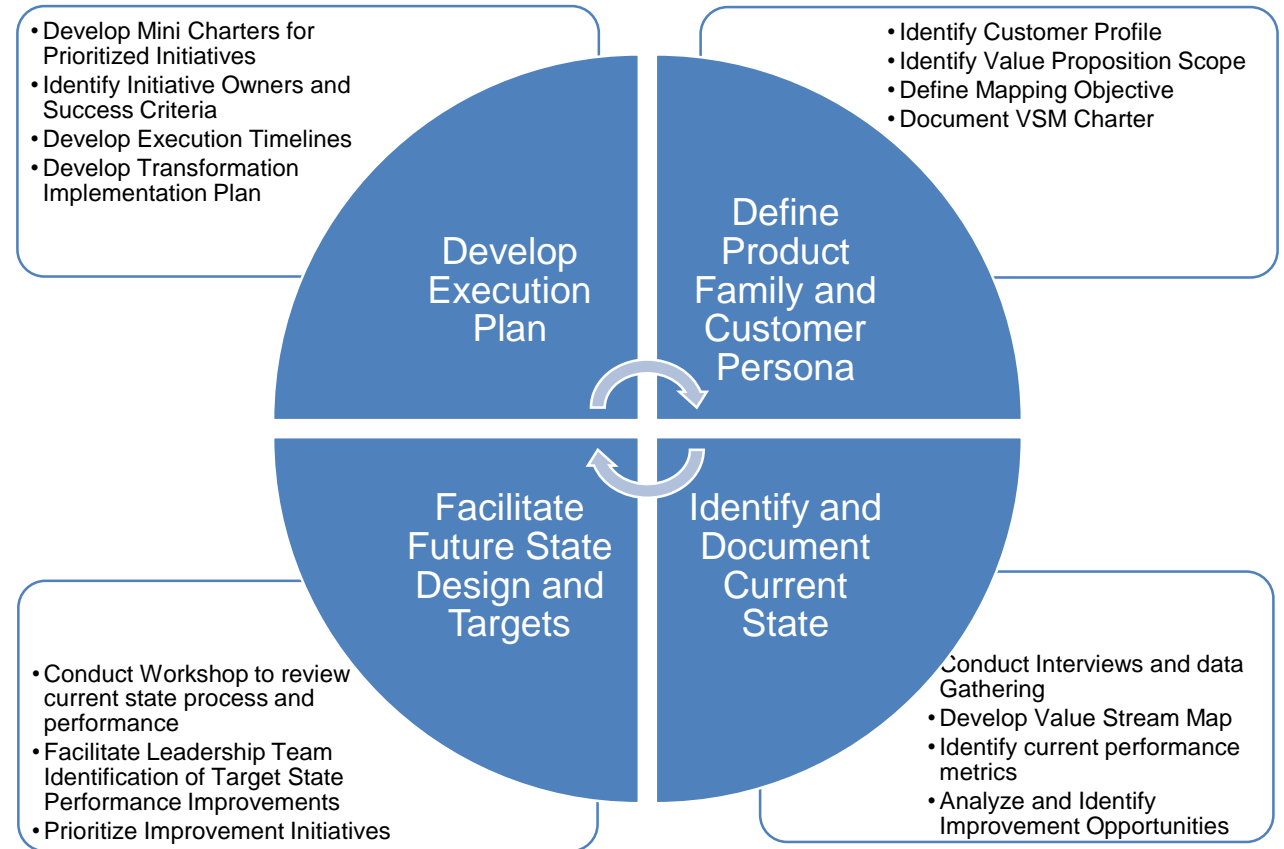 • Develop Mini Charters for
Prioritized Initiatives
• Identify Initiative Owners and
Success Criteria
• Develop Execution Timelines
• Develop Transformation
Implementation Plan
• Identify Customer Profile
• Identify Value Proposition Scope
• Define Mapping Objective
• Document VSM Charter
Develop
Execution
Plan
Define
Product
Family and
Customer
Persona
Facilitate
Future State
Design and
Targets
Identify and
Document
Current
State
• Conduct Workshop to review
current state process and
performance
• Facilitate Leadership Team
Identification of Target State
Performance Improvements
• Prioritize Improvement Initiatives
Conduct Interviews and data
Gathering
• Develop Value Stream Map
• Identify current performance
metrics
• Analyze and Identify
Improvement Opportunities